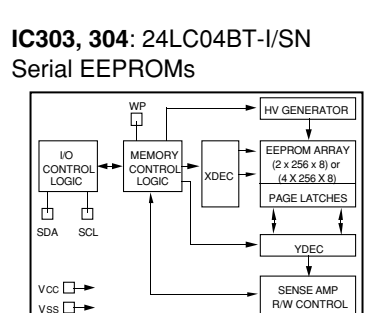 IC303, 304: 24LC04BT-I/SN
Serial EEPROMs
WP
HV GENERATOR
I/O
CONTROL
LOGIC
MEMORY
CONTROL
LOGIC
XDEC
EEPROM ARRAY
(2 x 256 x 8) or
(4 X 256 X 8)
PAGE LATCHES
SDA
SCL
YDEC
VCC
VSS
SENSE AMP
R/W CONTROL